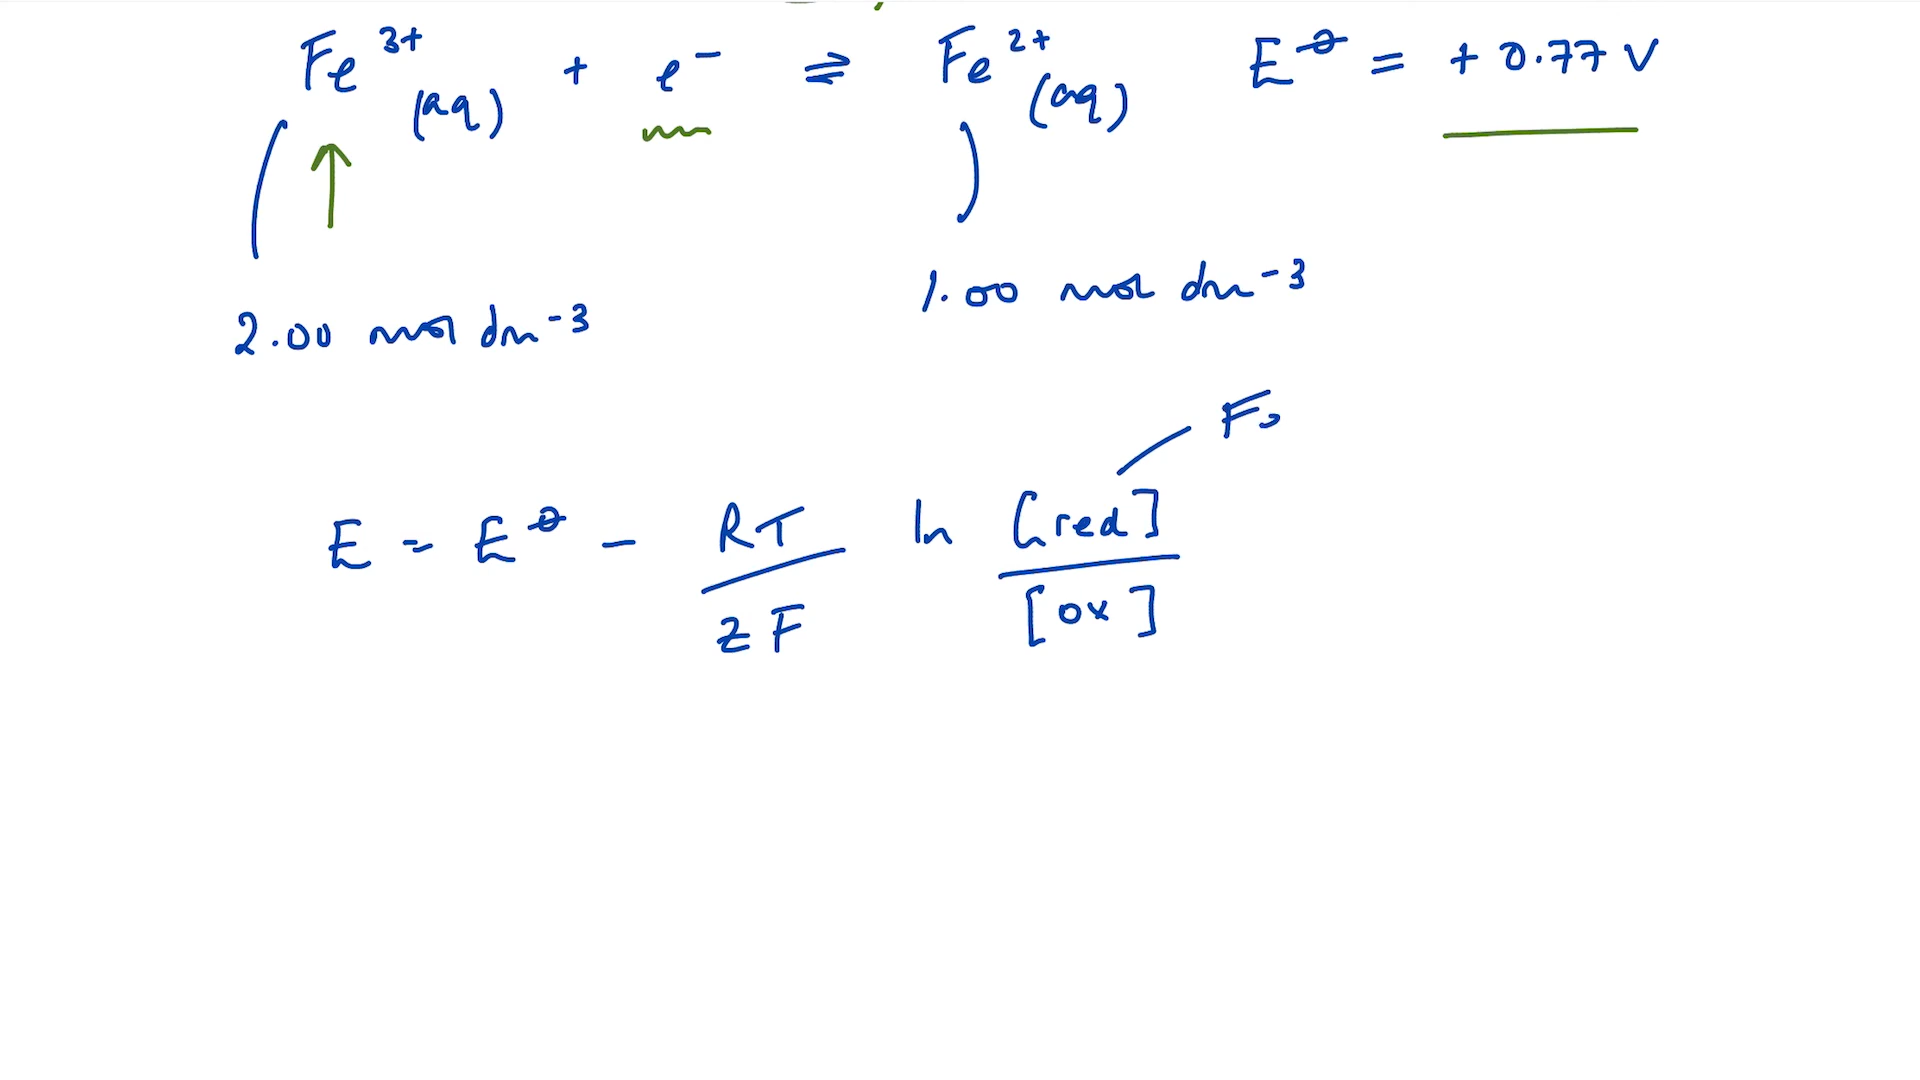 Fe³⁺(aq) + e⁻ ⇌ Fe²⁺(aq) E⦵ = + 0.77 V
1.00 mol dm⁻³
2.00 mol dm⁻³
E = E⦵ - RT/zF ln [red]/[ox]